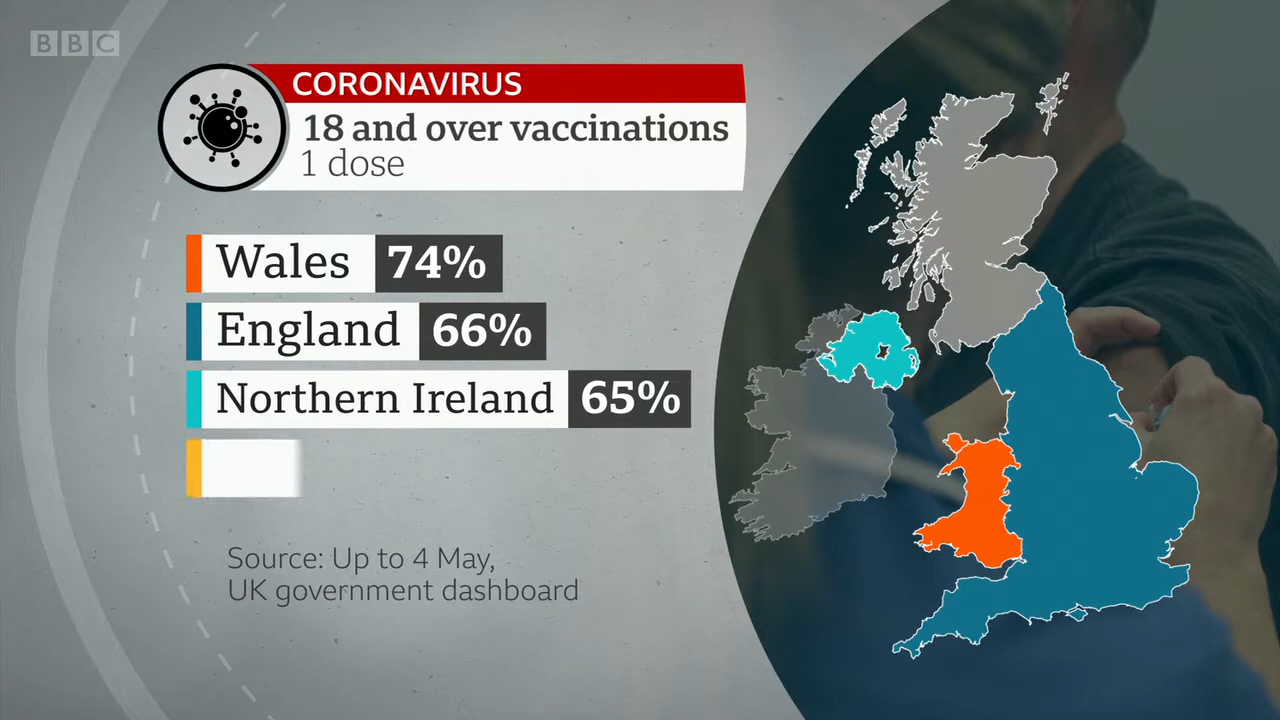 BBC
CORONAVIRUS
18 and over vaccinations
1 dose
Wales 74%
England 66%
Northern Ireland 65%
Source: Up to 4 May,
UK government dashboard